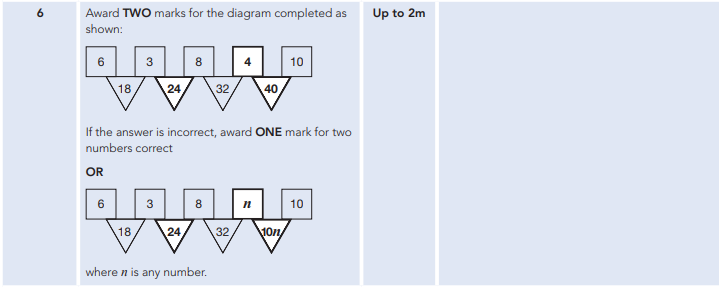 6
Award TWO marks for the diagram completed as
shown:
Up to 2m
6 3 8 4 10
18 24 32 40
If the answer is incorrect, award ONE mark for two
numbers correct
OR
6 3 8 n 10
18 24 32 10n
where n is any number.